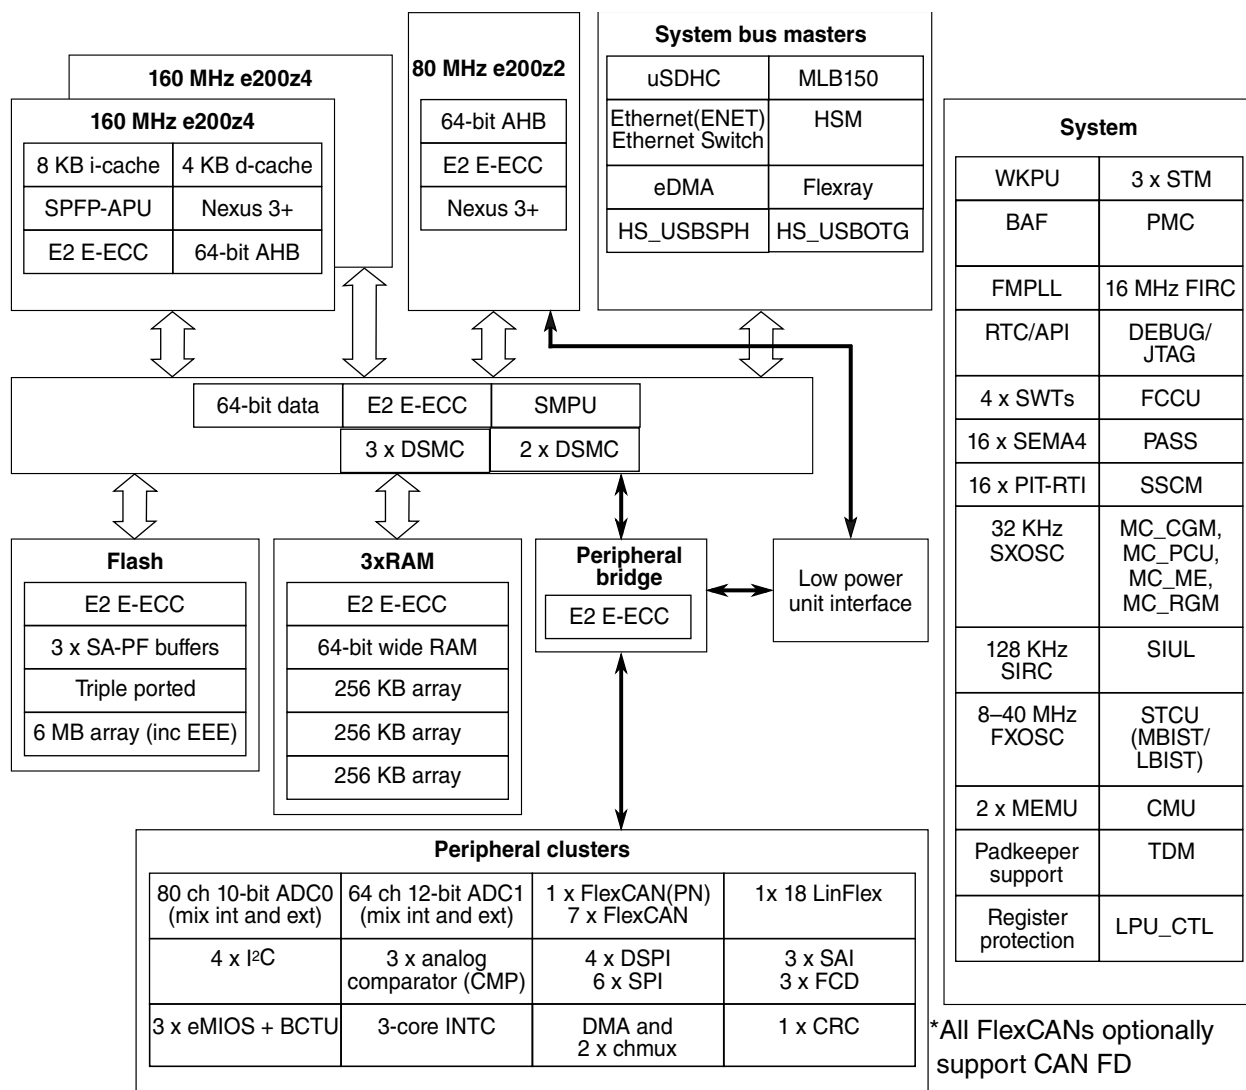 160 MHz e200z4
160 MHz e200z4
8 KB i-cache
4 KB d-cache
SPFP-APU
Nexus 3+
E2 E-ECC
64-bit AHB
80 MHz e200z2
64-bit AHB
E2 E-ECC
Nexus 3+
System bus masters
uSDHC
MLB150
Ethernet(ENET)
Ethernet Switch
HSM
eDMA
Flexray
HS_USBSPH
HS_USBOTG
64-bit data
E2 E-ECC
SMPU
3 x DSMC
2 x DSMC
Flash
E2 E-ECC
3 x SA-PF buffers
Triple ported
6 MB array (inc EEE)
3xRAM
E2 E-ECC
64-bit wide RAM
256 KB array
256 KB array
256 KB array
Peripheral
bridge
E2 E-ECC
Low power
unit interface
Peripheral clusters
80 ch 10-bit ADC0
(mix int and ext)
64 ch 12-bit ADC1
(mix int and ext)
1 x FlexCAN(PN)
7 x FlexCAN
1x 18 LinFlex
4 x I²C
3 x analog
comparator (CMP)
4 x DSPI
6 x SPI
3 x SAI
3 x FCD
3 x eMIOS + BCTU
3-core INTC
DMA and
2 x chmux
1 x CRC
System
WKPU
3 x STM
BAF
PMC
FMPLL
16 MHz FIRC
RTC/API
DEBUG/
JTAG
4 x SWTs
FCCU
16 x SEMA4
PASS
16 x PIT-RTI
SSCM
32 KHz
SXOSC
MC_CGM,
MC_PCU,
MC_ME,
MC_RGM
128 KHz
SIRC
SIUL
8–40 MHz
FXOSC
STCU
(MBIST/
LBIST)
2 x MEMU
CMU
Padkeeper
support
TDM
Register
protection
LPU_CTL
*All FlexCANs optionally
support CAN FD